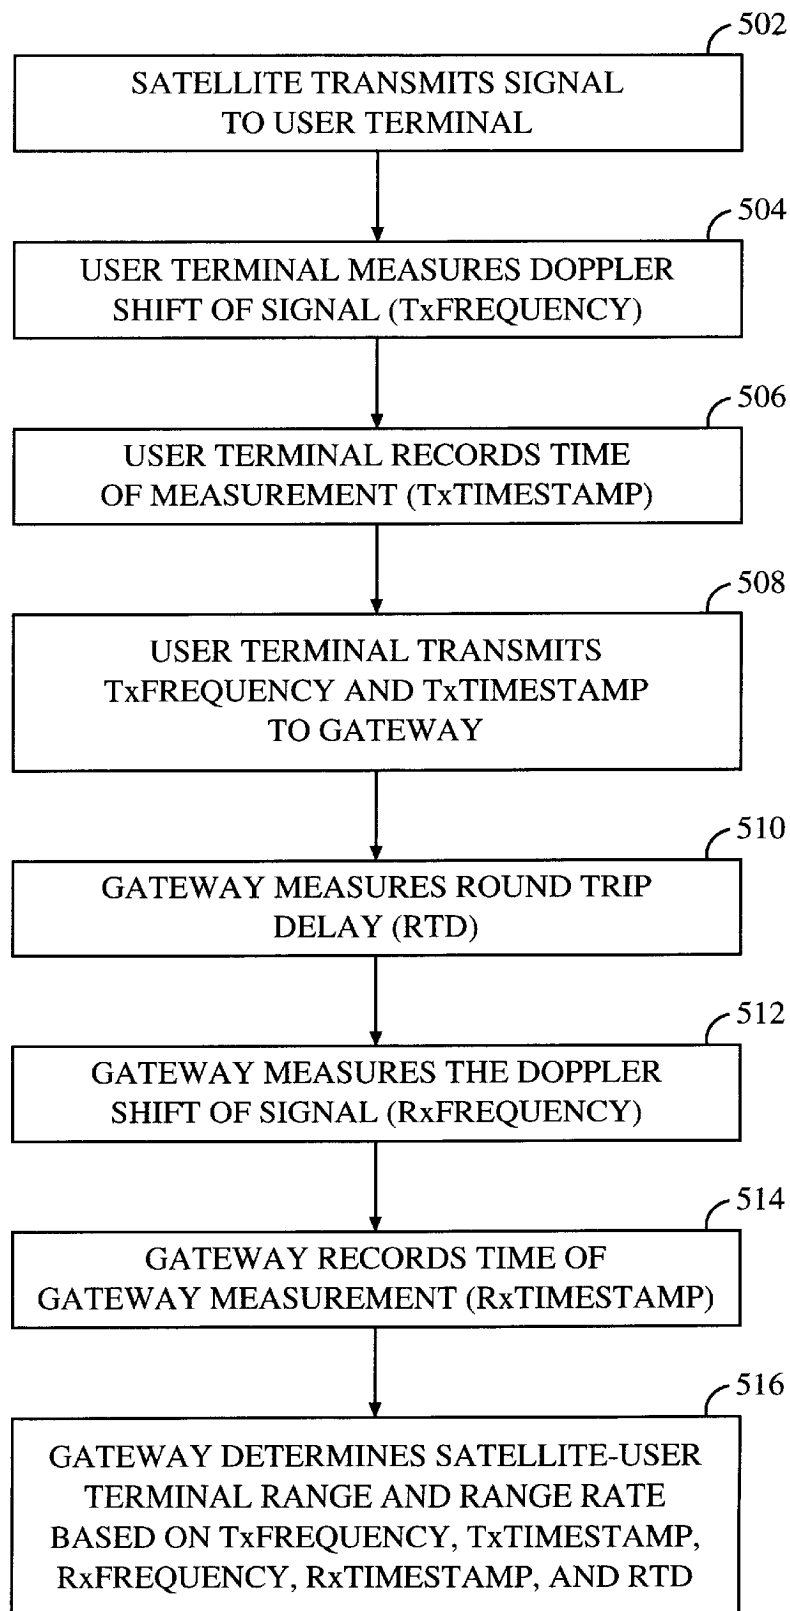 502
SATELLITE TRANSMITS SIGNAL
TO USER TERMINAL
504
USER TERMINAL MEASURES DOPPLER
SHIFT OF SIGNAL (TxFREQUENCY)
506
USER TERMINAL RECORDS TIME
OF MEASUREMENT (TxTIMESTAMP)
508
USER TERMINAL TRANSMITS
TxFREQUENCY AND TxTIMESTAMP
TO GATEWAY
510
GATEWAY MEASURES ROUND TRIP
DELAY (RTD)
512
GATEWAY MEASURES THE DOPPLER
SHIFT OF SIGNAL (RxFREQUENCY)
514
GATEWAY RECORDS TIME OF
GATEWAY MEASUREMENT (RxTIMESTAMP)
516
GATEWAY DETERMINES SATELLITE-USER
TERMINAL RANGE AND RANGE RATE
BASED ON TxFREQUENCY, TxTIMESTAMP,
RxFREQUENCY, RxTIMESTAMP, AND RTD